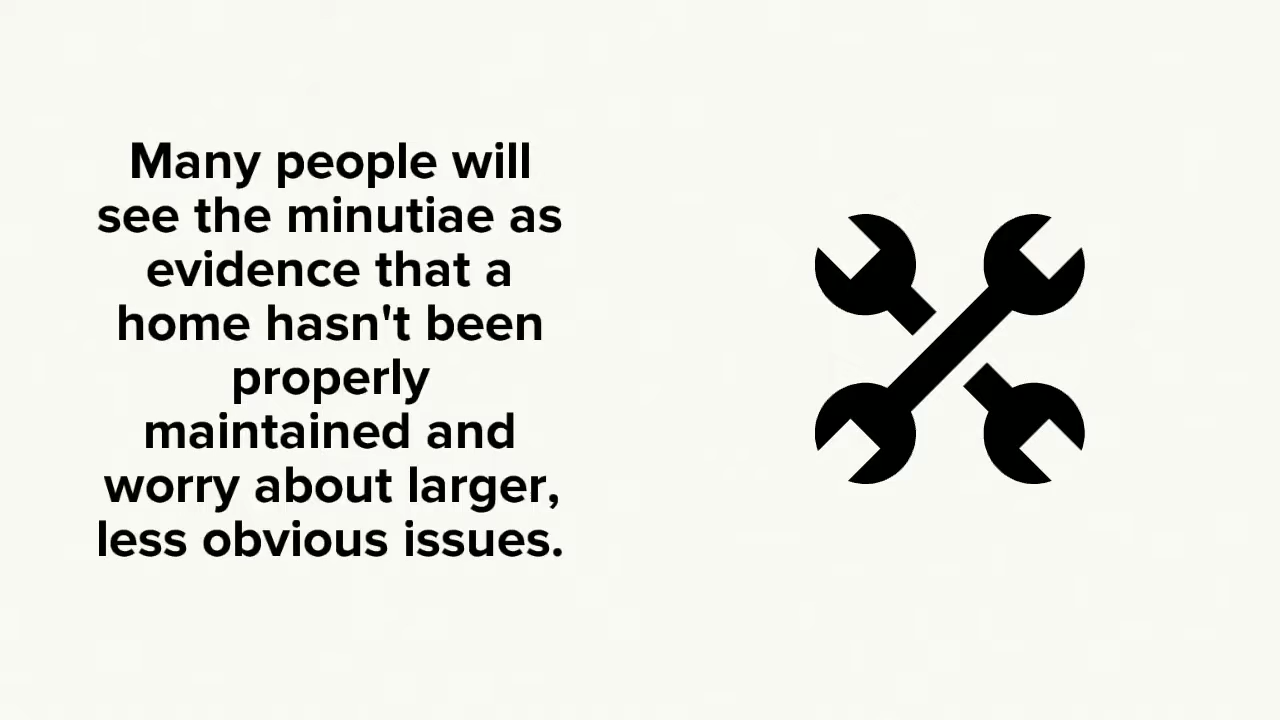 Many people will
see the minutiae as
evidence that a
home hasn't been
properly
maintained and
worry about larger,
less obvious issues.